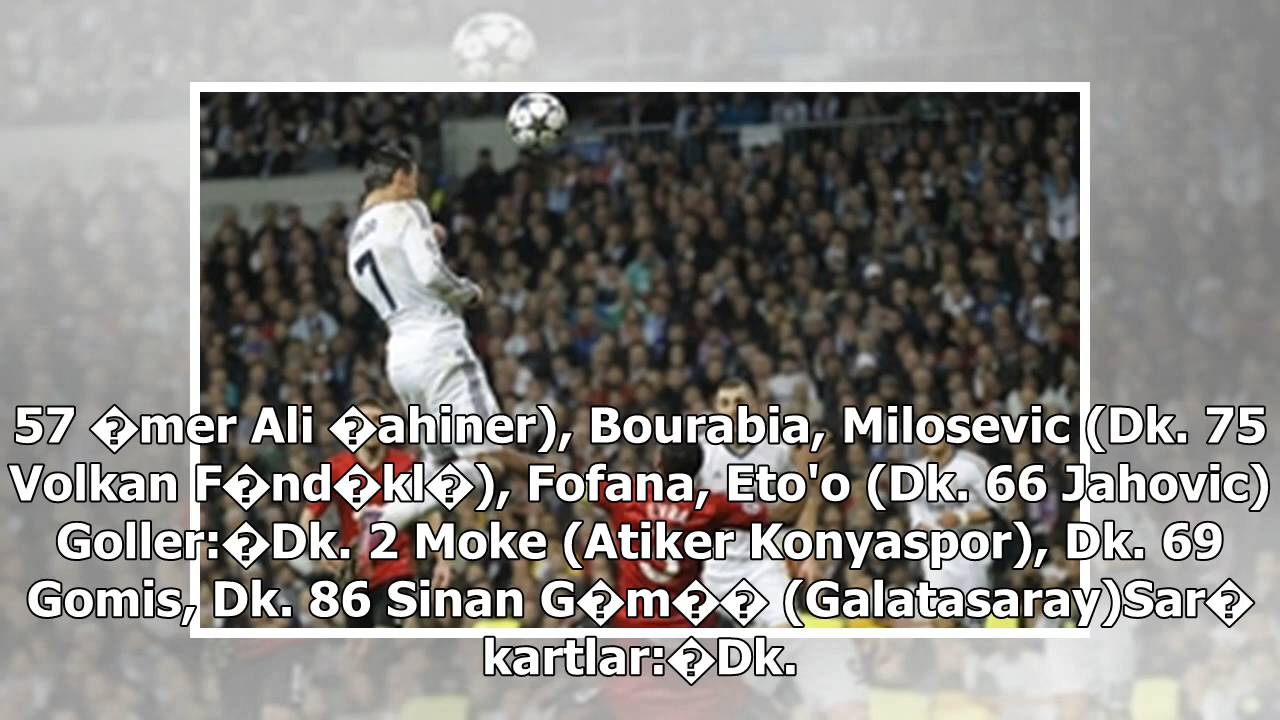 57 �mer Ali �ahiner), Bourabia, Milosevic (Dk. 75
Volkan F�nd�kl�), Fofana, Eto'o (Dk. 66 Jahovic)
Goller:�Dk. 2 Moke (Atiker Konyaspor), Dk. 69
Gomis, Dk. 86 Sinan G�m�� (Galatasaray)Sar�
kartlar:�Dk.
7